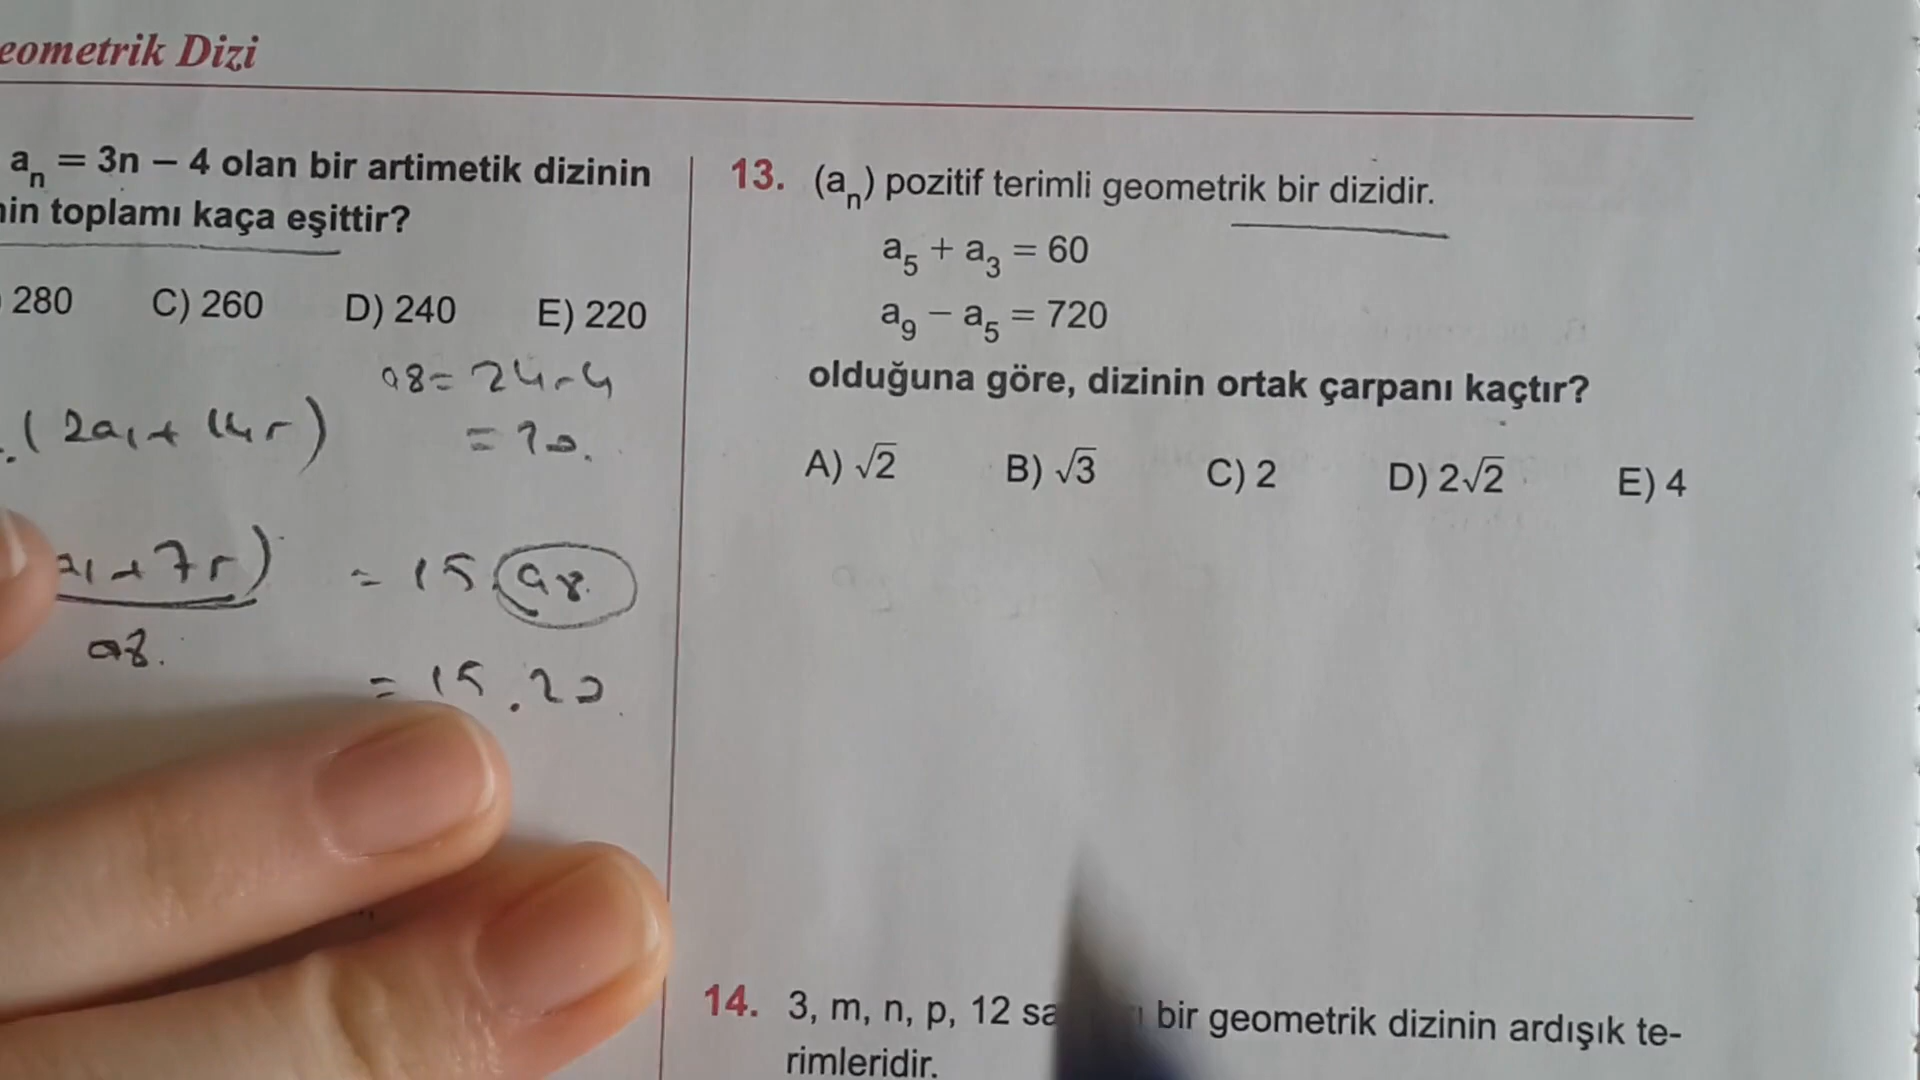 eometrik Dizi
aₙ = 3n – 4 olan bir artimetik dizinin
in toplamı kaça eşittir?
280 C) 260 D) 240 E) 220
a8 = 24 - 4
.(2a₁ + 14r)
= 20.
a₁ + 7r) = 15 a8.
a8.
= 15 . 20
13. (aₙ) pozitif terimli geometrik bir dizidir.
a₅ + a₃ = 60
a₉ – a₅ = 720
olduğuna göre, dizinin ortak çarpanı kaçtır?
A) √2 B) √3 C) 2 D) 2√2 E) 4
14. 3, m, n, p, 12 bir geometrik dizinin ardışık te-
rimleridir.